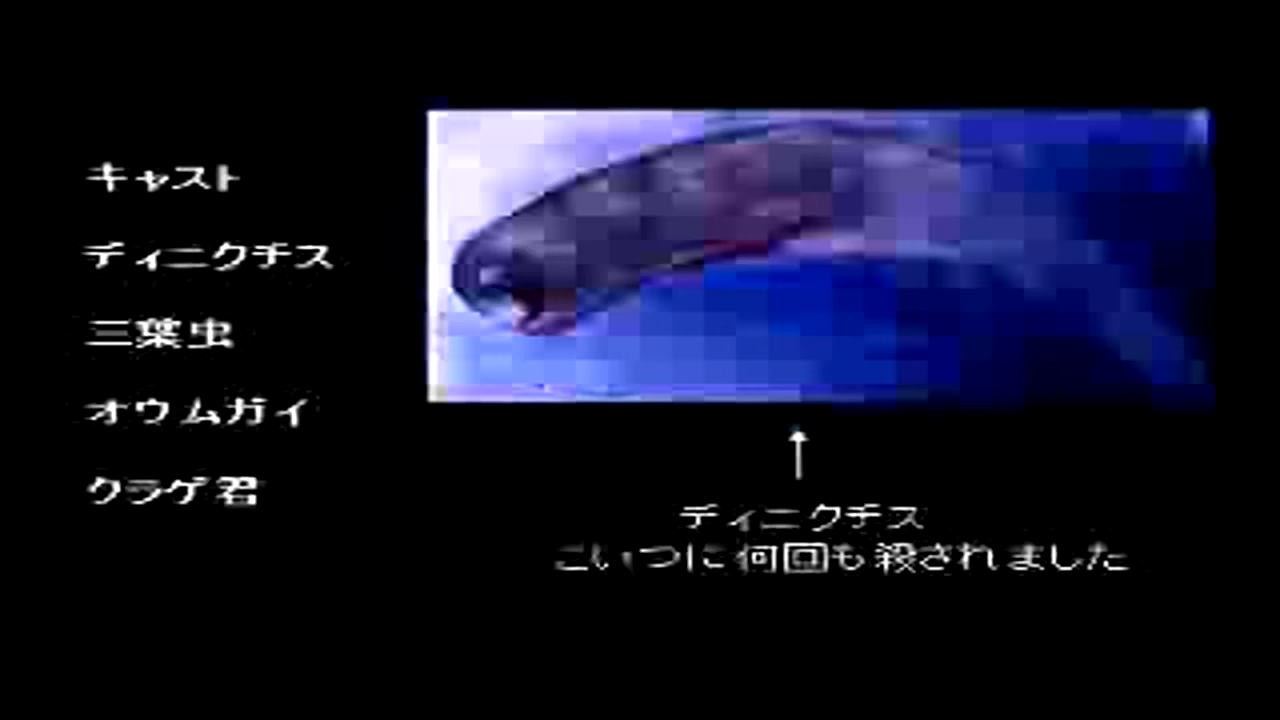 キャスト
ディニクチス
三葉虫
オウムガイ
クラゲ君
↑
ディニクチス
こいつに何回も殺されました